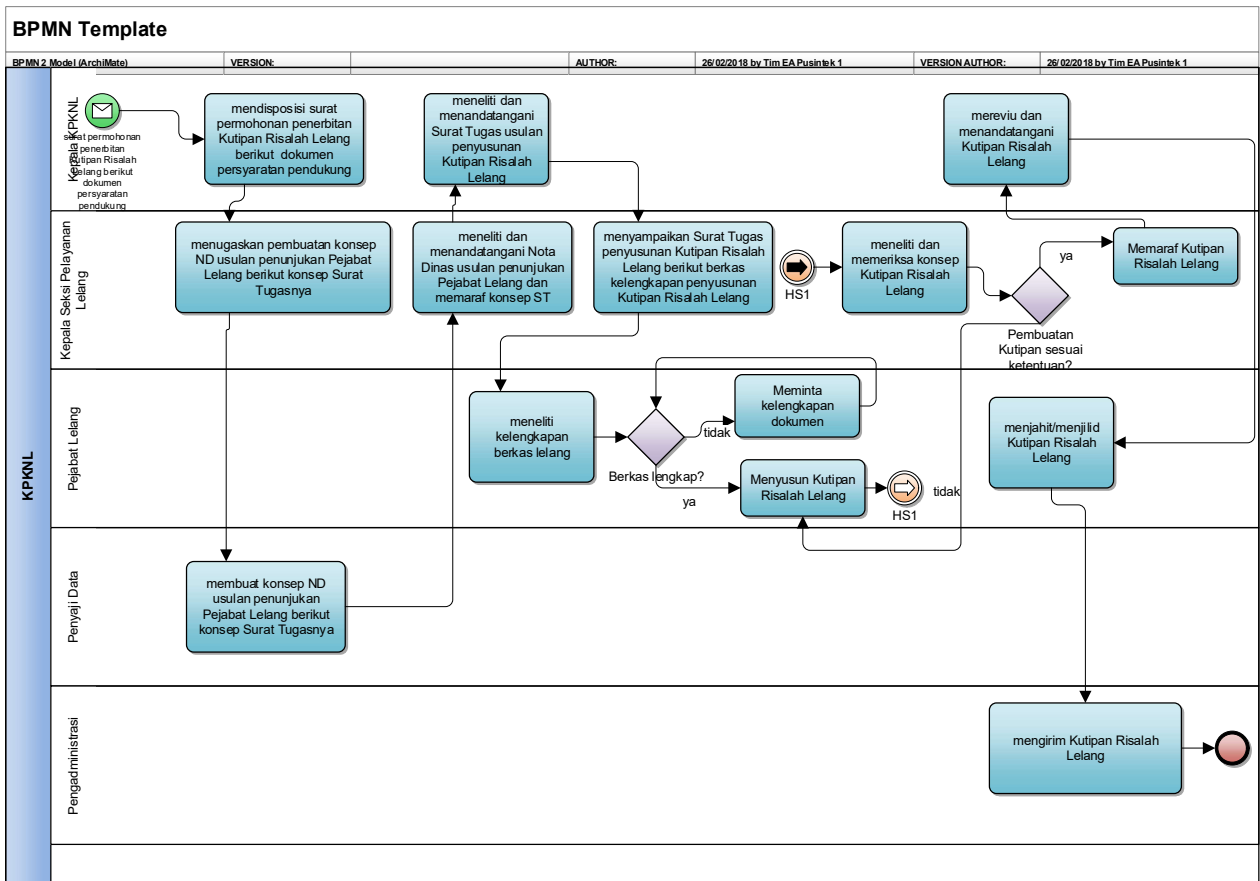 BPMN Template
BPMN 2 Model (ArchiMate)
VERSION:
AUTHOR:
26/02/2018 by Tim EA Pusintek 1
VERSION AUTHOR:
26/02/2018 by Tim EA Pusintek 1
KPKNL
Kepala KPKNL
surat permohonan
penerbitan
Kutipan Risalah
Lelang berikut
dokumen
persyaratan
pendukung
mendisposi surat
permohonan penerbitan
Kutipan Risalah Lelang
berikut dokumen
persyaratan pendukung
meneliti dan
menandatangani
Surat Tugas usulan
penyusunan
Kutipan Risalah
Lelang
mereviu dan
menandatangani
Kutipan Risalah
Lelang
Kepala Seksi Pelayanan
Lelang
menugaskan pembuatan konsep
ND usulan penunjukan Pejabat
Lelang berikut konsep Surat
Tugasnya
meneliti dan
menandatangani Nota
Dinas usulan penunjukan
Pejabat Lelang dan
memaraf konsep ST
menyampaikan Surat Tugas
penyusunan Kutipan Risalah
Lelang berikut berkas
kelengkapan penyusunan
Kutipan Risalah Lelang
HS1
meneliti dan
memeriksa konsep
Kutipan Risalah
Lelang
ya
Memaraf Kutipan
Risalah Lelang
Pembuatan
Kutipan sesuai
ketentuan?
Pejabat Lelang
meneliti
kelengkapan
berkas lelang
Berkas lengkap?
tidak
Meminta
kelengkapan
dokumen
ya
Menyusun Kutipan
Risalah Lelang
HS1
tidak
menjahit/menjilid
Kutipan Risalah
Lelang
Penyaji Data
membuat konsep ND
usulan penunjukan
Pejabat Lelang berikut
konsep Surat Tugasnya
Pengadministrasi
mengirim Kutipan Risalah
Lelang